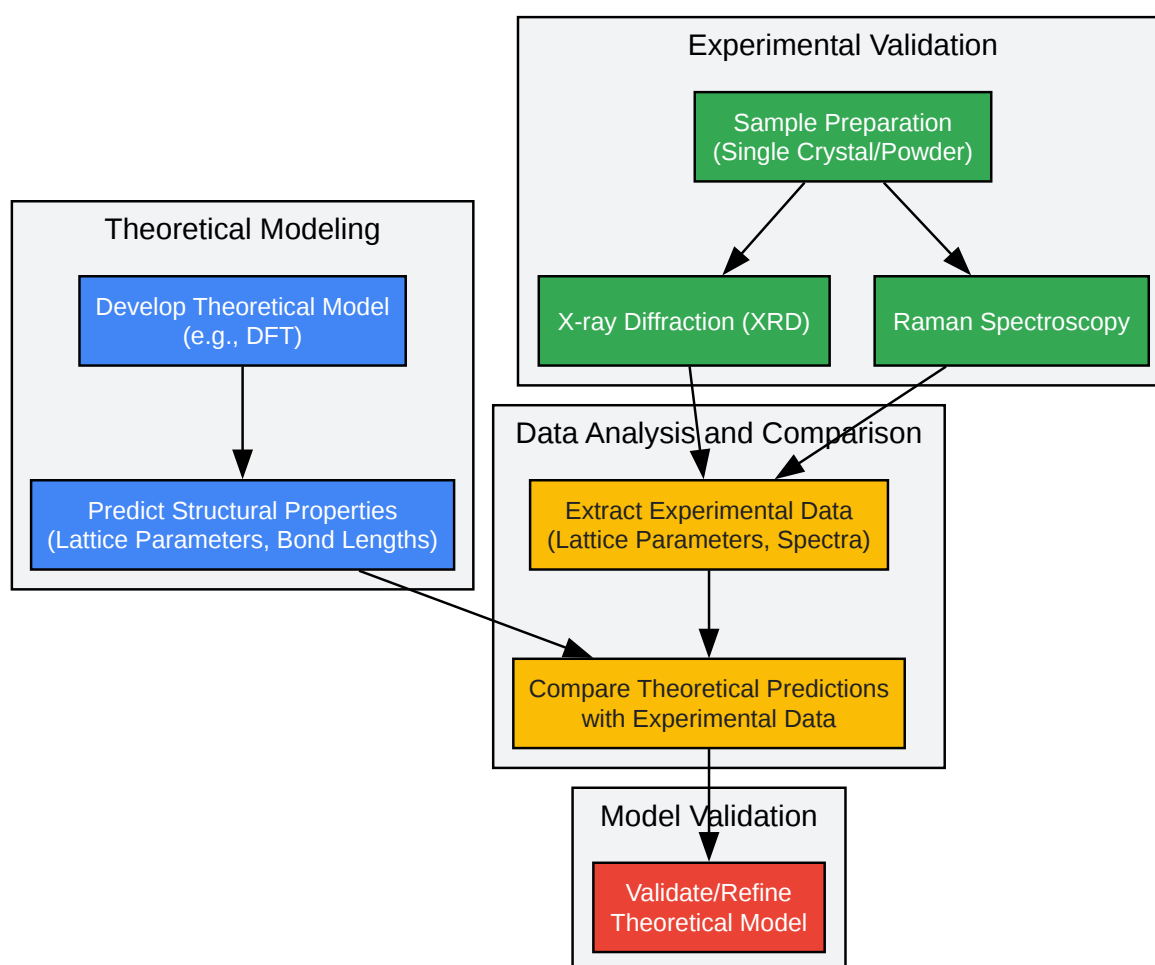 Experimental Validation
Sample Preparation
(Single Crystal/Powder)
X-ray Diffraction (XRD)
Raman Spectroscopy
Theoretical Modeling
Develop Theoretical Model
(e.g., DFT)
Predict Structural Properties
(Lattice Parameters, Bond Lengths)
Data Analysis and Comparison
Extract Experimental Data
(Lattice Parameters, Spectra)
Compare Theoretical Predictions
with Experimental Data
Model Validation
Validate/Refine
Theoretical Model